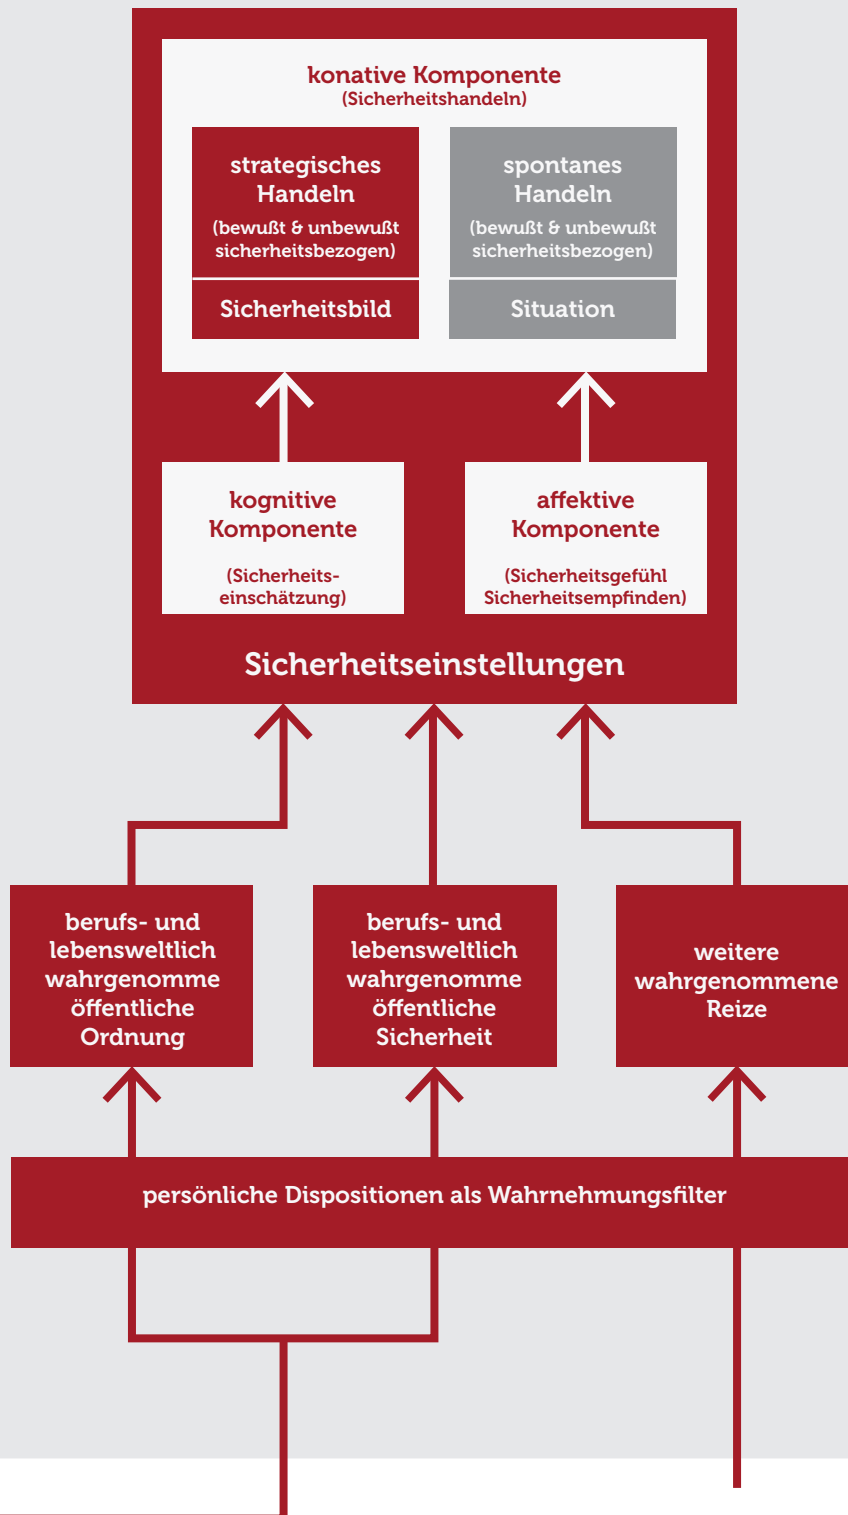 konative Komponente
(Sicherheitshandeln)
strategisches
Handeln
(bewußt & unbewußt
sicherheitsbezogen)
Sicherheitsbild
spontanes
Handeln
(bewußt & unbewußt
sicherheitsbezogen)
Situation
kognitive
Komponente
(Sicherheits-
einschätzung)
affektive
Komponente
(Sicherheitsgefühl
Sicherheitsempfinden)
Sicherheitseinstellungen
berufs- und
lebensweltlich
wahrgenomme
öffentliche
Ordnung
berufs- und
lebensweltlich
wahrgenomme
öffentliche
Sicherheit
weitere
wahrgenommene
Reize
persönliche Dispositionen als Wahrnehmungsfilter